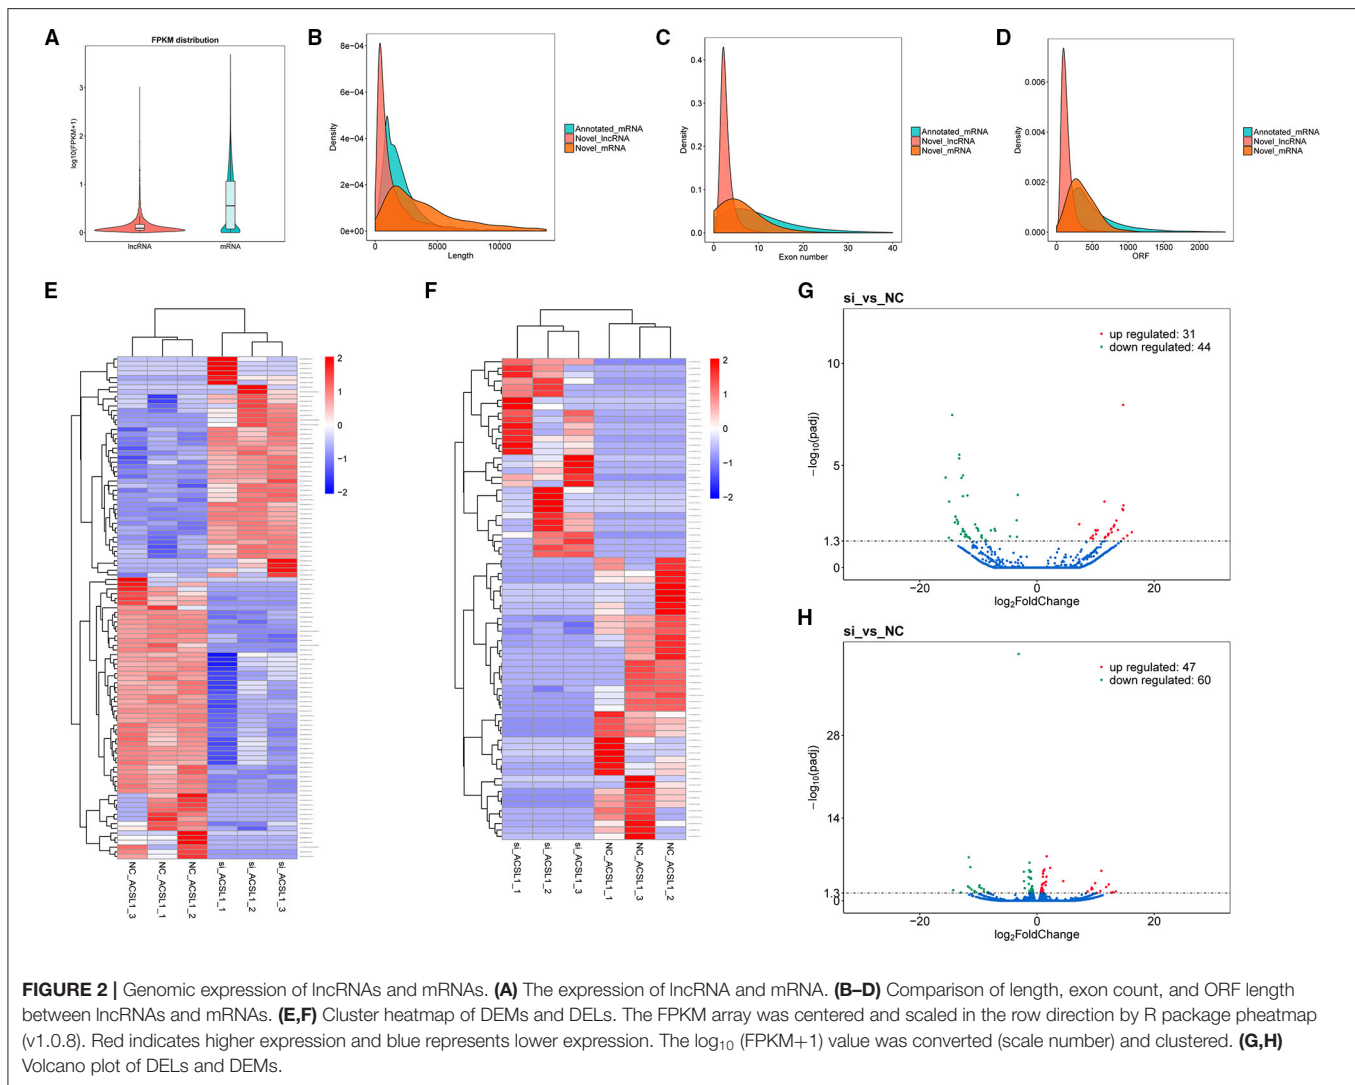 A
FPKM distribution
log10(FPKM+1)
3
2
1
0
lncRNA
mRNA
B
8e−04
6e−04
4e−04
2e−04
0e+00
Density
0
5000
10000
Length
Annotated_mRNA
Novel_lncRNA
Novel_mRNA
C
0.4
0.3
0.2
0.1
0.0
Density
0
10
20
30
40
Exon number
Annotated_mRNA
Novel_lncRNA
Novel_mRNA
D
0.006
0.004
0.002
0.000
Density
0
500
1000
1500
2000
ORF
Annotated_mRNA
Novel_lncRNA
Novel_mRNA
E
2
1
0
−1
−2
NC_ACSL1_3
NC_ACSL1_1
NC_ACSL1_2
si_ACSL1_1
si_ACSL1_2
si_ACSL1_3
F
2
1
0
−1
−2
si_ACSL1_1
si_ACSL1_2
si_ACSL1_3
NC_ACSL1_1
NC_ACSL1_3
NC_ACSL1_2
G
si_vs_NC
up regulated: 31
down regulated: 44
−log10(padj)
10
5
1.3
0
−20
0
20
log2FoldChange
H
si_vs_NC
up regulated: 47
down regulated: 60
−log10(padj)
28
14
1.3
0
−20
0
20
log2FoldChange
FIGURE 2 | Genomic expression of lncRNAs and mRNAs. (A) The expression of lncRNA and mRNA. (B–D) Comparison of length, exon count, and ORF length
between lncRNAs and mRNAs. (E,F) Cluster heatmap of DEMs and DELs. The FPKM array was centered and scaled in the row direction by R package pheatmap
(v1.0.8). Red indicates higher expression and blue represents lower expression. The log10 (FPKM+1) value was converted (scale number) and clustered. (G,H)
Volcano plot of DELs and DEMs.